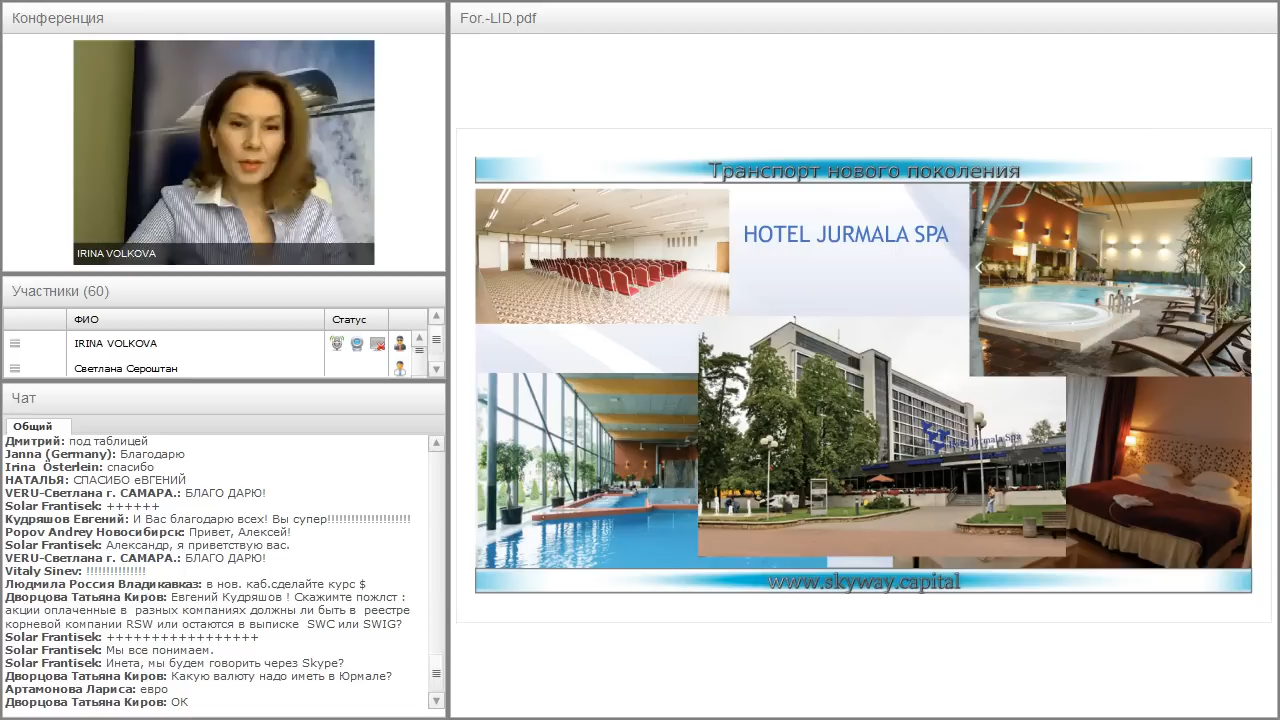 Конференция
IRINA VOLKOVA
Участники (60)
ФИО
Статус
IRINA VOLKOVA
Светлана Сероштан
Чат
Общий
Дмитрий: под таблицей
Janna (Germany): Благодарю
Irina Österlein: спасибо
НАТАЛЬЯ: СПАСИБО еВГЕНИЙ
VERU-Светлана г. САМАРА.: БЛАГО ДАРЮ!
Solar Frantisek: ++++++
Кудряшов Евгений: И Вас благодарю всех! Вы супер!!!!!!!!!!!!!!!!!!!!!
Popov Andrey Новосибирск: Привет, Алексей!
Solar Frantisek: Александр, я приветствую вас.
VERU-Светлана г. САМАРА.: БЛАГО ДАРЮ!
Vitaly Sinev: !!!!!!!!!!!!!!!
Людмила Россия Владикавказ: в нов. каб.сделайте курс $
Дворцова Татьяна Киров: Евгений Кудряшов ! Скажимте пожлст :
акции оплаченные в разных компаниях должны ли быть в реестре
корневой компании RSW или остаются в выписке SWC или SWIG?
Solar Frantisek: +++++++++++++++++
Solar Frantisek: Мы все понимаем.
Solar Frantisek: Инета, мы будем говорить через Skype?
Дворцова Татьяна Киров: Какую валюту надо иметь в Юрмале?
Артамонова Лариса: евро
Дворцова Татьяна Киров: ОК
For.-LID.pdf
Транспорт нового поколения
HOTEL JURMALA SPA
Hotel Jurmala Spa
www.skyway.capital